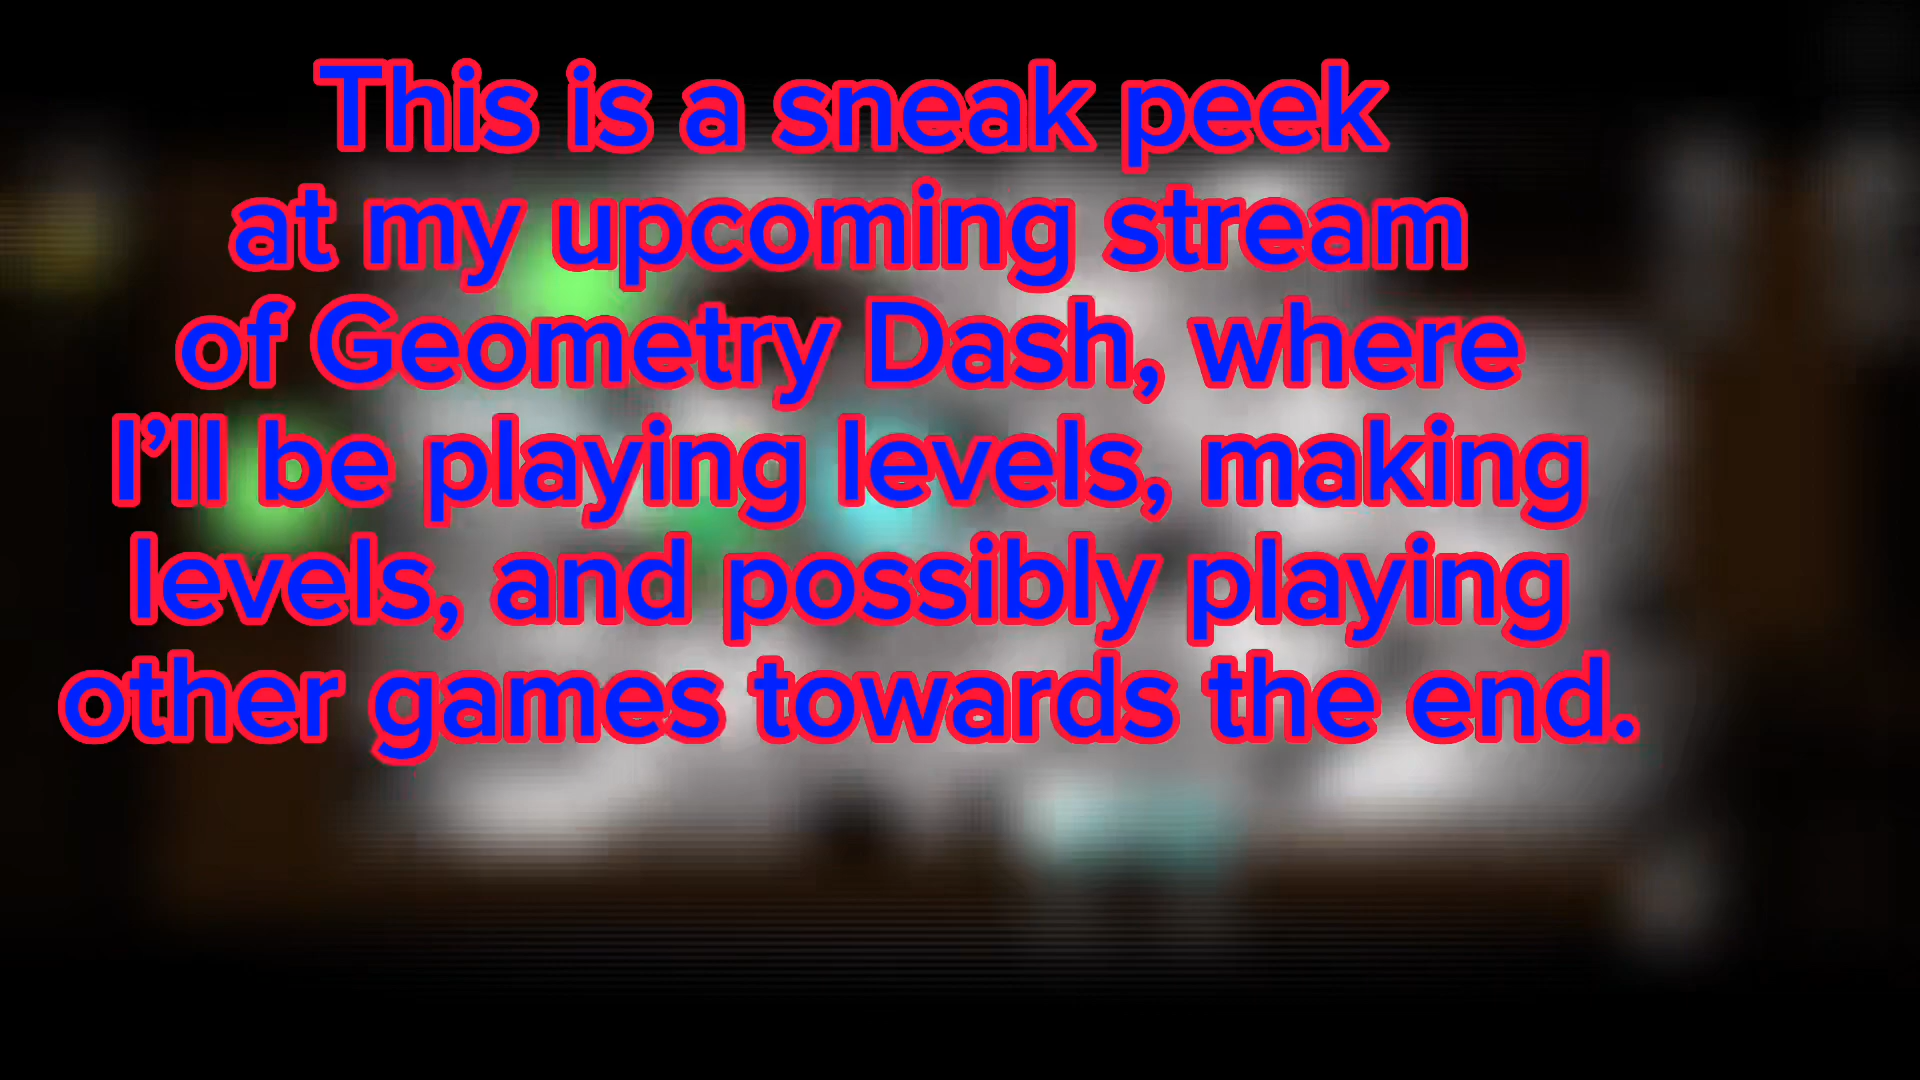 This is a sneak peek
at my upcoming stream
of Geometry Dash, where
I’ll be playing levels, making
levels, and possibly playing
other games towards the end.